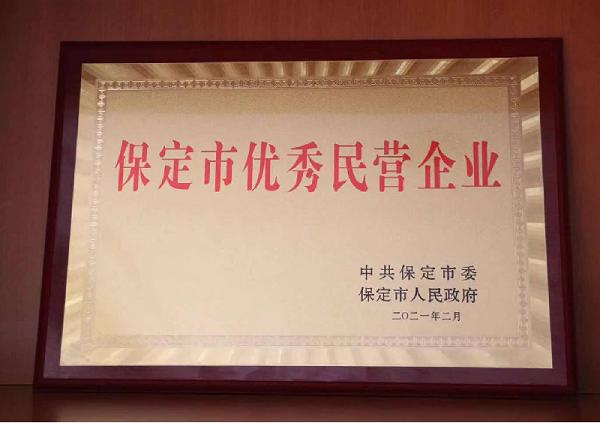 保定市优秀民营企业
中共保定市委
保定市人民政府
二〇二一年二月